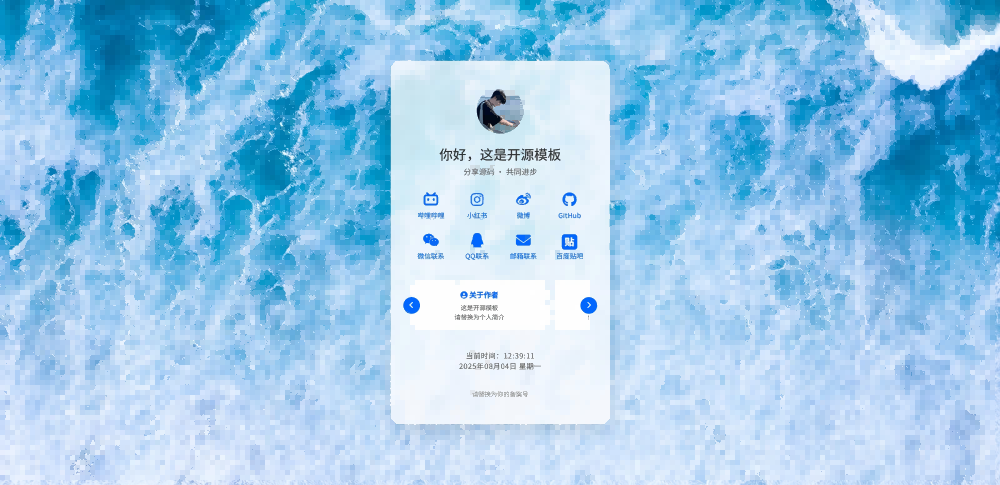 你好，这是开源模板
分享源码 · 共同进步
哔哩哔哩 小红书 微博 GitHub
微信联系 QQ联系 邮箱联系 贴 百度贴吧
关于作者
这是开源模板
请替换为个人简介
当前时间：12:39:11
2025年08月04日 星期一
请替换为你的备案号